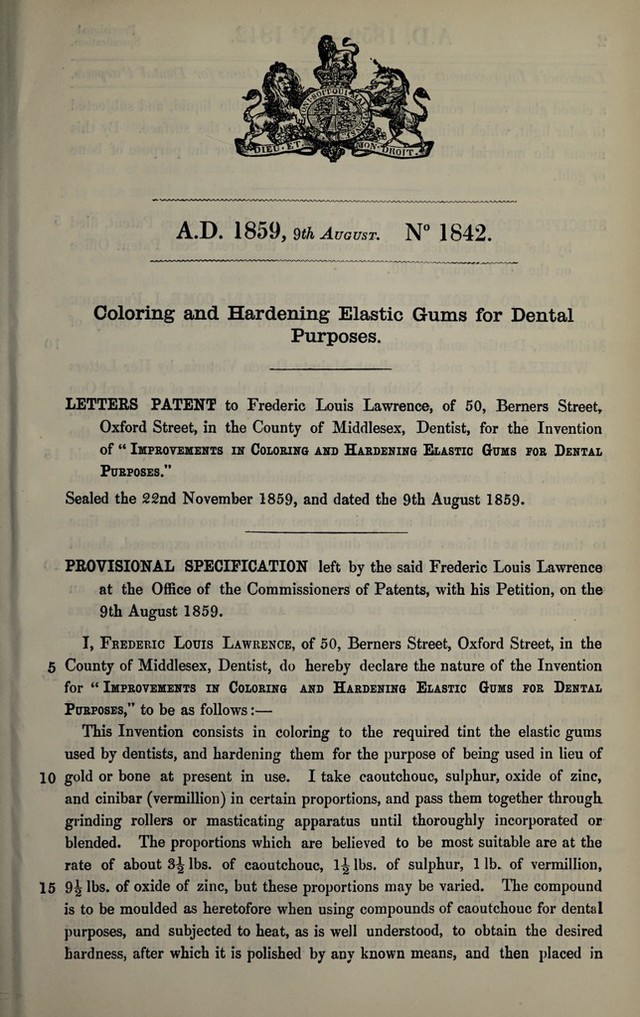 HONI SOIT QUI MAL
DIEU ET MON DROIT.
A.D. 1859, 9th AUGUST. Nº 1842.
Coloring and Hardening Elastic Gums for Dental
Purposes.
LETTERS PATENT to Frederic Louis Lawrence, of 50, Berners Street,
Oxford Street, in the County of Middlesex, Dentist, for the Invention
of “ IMPROVEMENTS IN COLORING AND HARDENING ELASTIC GUMS FOR DENTAL
PURPOSES.”
Sealed the 22nd November 1859, and dated the 9th August 1859.
PROVISIONAL SPECIFICATION left by the said Frederic Louis Lawrence
at the Office of the Commissioners of Patents, with his Petition, on the
9th August 1859.
I, FREDERIC LOUIS LAWRENCE, of 50, Berners Street, Oxford Street, in the
5 County of Middlesex, Dentist, do hereby declare the nature of the Invention
for “ IMPROVEMENTS IN COLORING AND HARDENING ELASTIC GUMS FOR DENTAL
PURPOSES,” to be as follows :—
This Invention consists in coloring to the required tint the elastic gums
used by dentists, and hardening them for the purpose of being used in lieu of
10 gold or bone at present in use. I take caoutchouc, sulphur, oxide of zinc,
and cinibar (vermillion) in certain proportions, and pass them together through
grinding rollers or masticating apparatus until thoroughly incorporated or
blended. The proportions which are believed to be most suitable are at the
rate of about 3½ lbs. of caoutchouc, 1½ lbs. of sulphur, 1 lb. of vermillion,
15 9½ lbs. of oxide of zinc, but these proportions may be varied. The compound
is to be moulded as heretofore when using compounds of caoutchouc for dental
purposes, and subjected to heat, as is well understood, to obtain the desired
hardness, after which it is polished by any known means, and then placed in